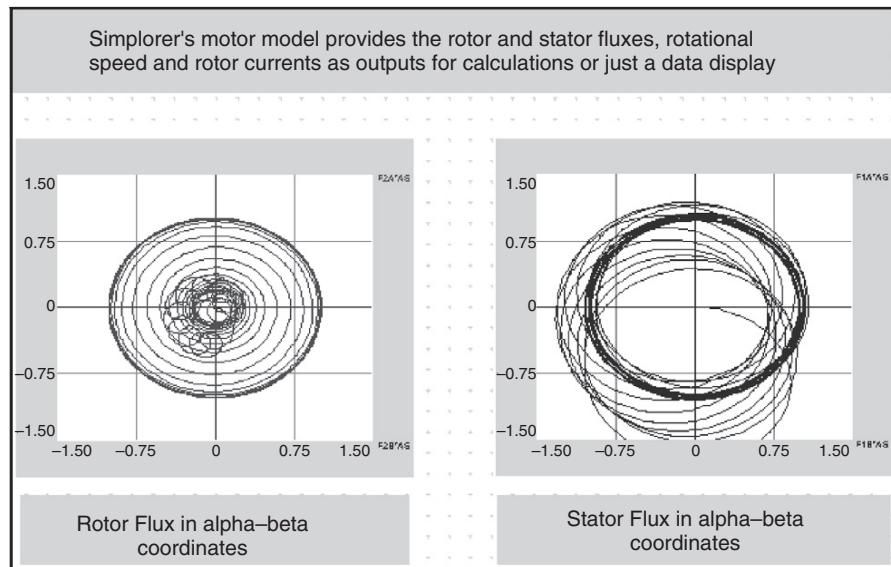 Simplorer's motor model provides the rotor and stator fluxes, rotational
speed and rotor currents as outputs for calculations or just a data display
1.50
0.75
0
−0.75
−1.50
−1.50 −0.75 0 0.75 1.50
Rotor Flux in alpha–beta
coordinates
1.50
0.75
0
−0.75
−1.50
−1.50 −0.75 0 0.75 1.50
Stator Flux in alpha–beta
coordinates